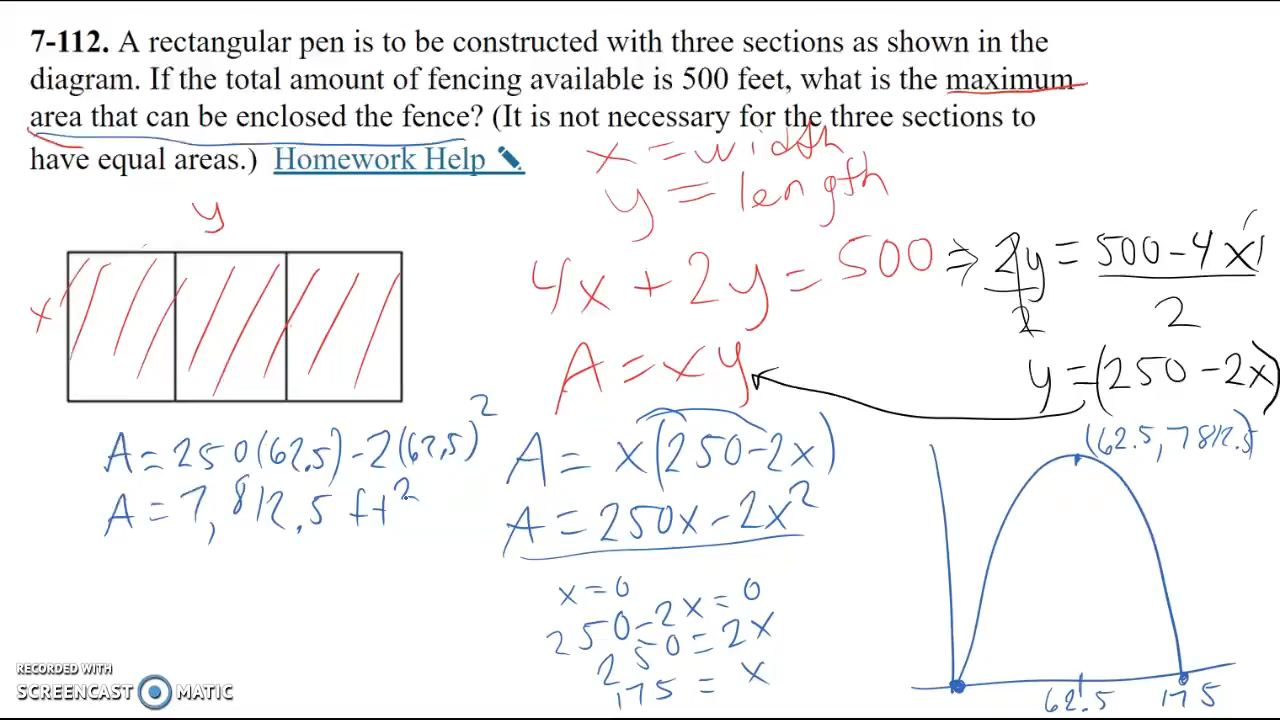 7-112. A rectangular pen is to be constructed with three sections as shown in the
diagram. If the total amount of fencing available is 500 feet, what is the maximum
area that can be enclosed the fence? (It is not necessary for the three sections to
have equal areas.) Homework Help
x = width
y = length
y
x
4x + 2y = 500 ⇒ 2y = 500 - 4x
2 2
A = xy
y = (250 - 2x)
A = 250(62.5) - 2(62.5)²
A = 7,812.5 ft²
A = x(250 - 2x)
A = 250x - 2x²
x = 0
250 - 2x = 0
250 = 2x
175 = x
(62.5, 7812.5)
62.5 175
RECORDED WITH
SCREENCAST MATIC